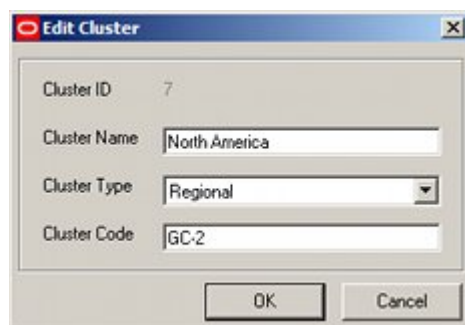 Edit Cluster
Cluster ID 7
Cluster Name North America
Cluster Type Regional
Cluster Code GC-2
OK Cancel